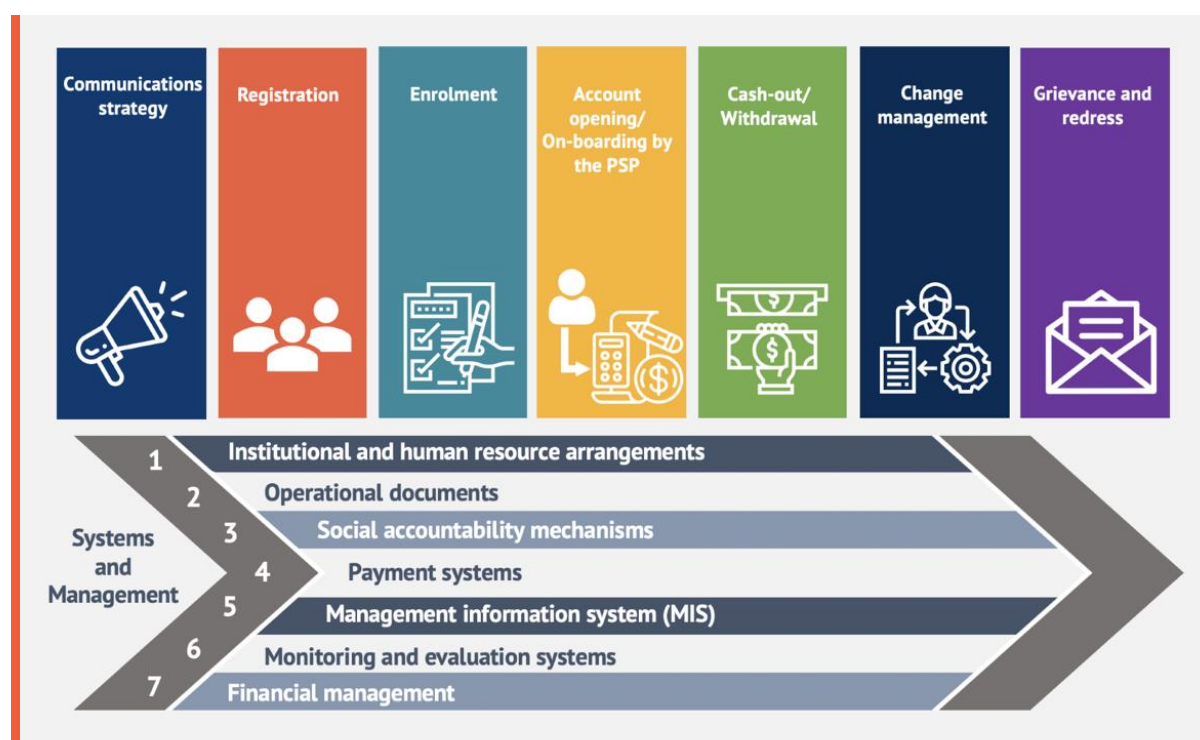 Communications
strategy
Registration
Enrolment
Account
opening/
On-boarding by
the PSP
Cash-out/
Withdrawal
Change
management
Grievance and
redress
Systems
and
Management
1
Institutional and human resource arrangements
2
Operational documents
3
Social accountability mechanisms
4
Payment systems
5
Management information system (MIS)
6
Monitoring and evaluation systems
7
Financial management